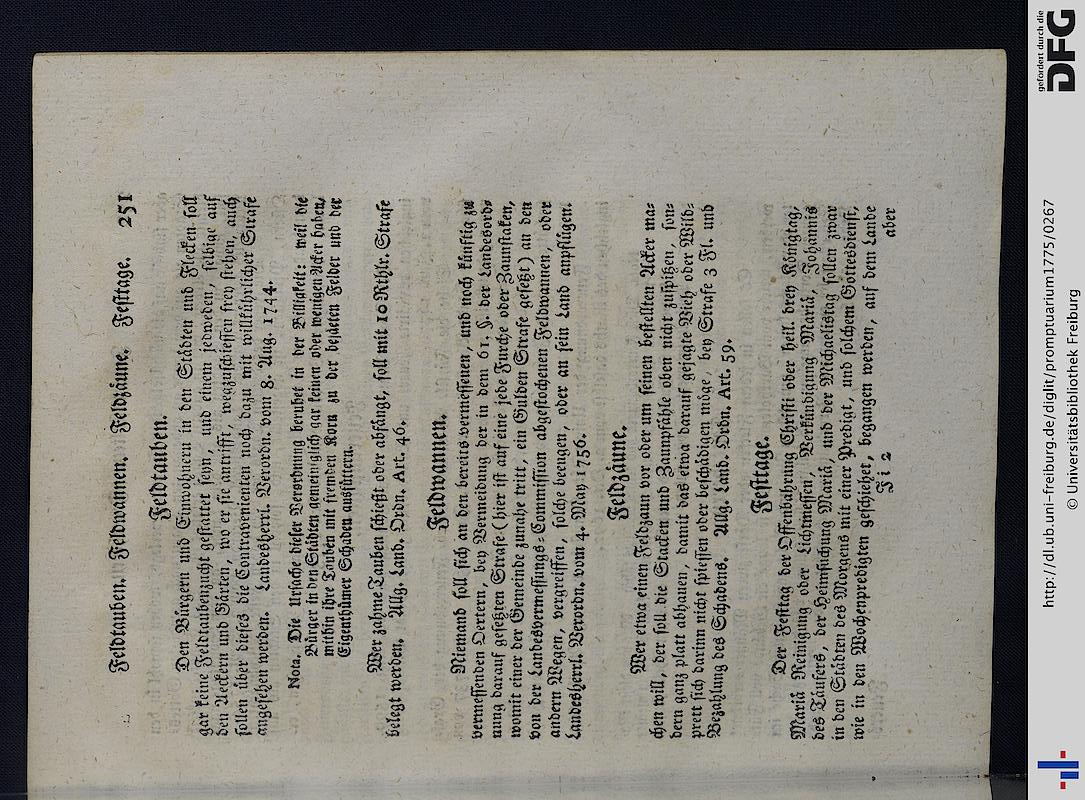 Feldtauben. Feldwannen. Feldzäune. Festtage. 251
Feldtauben.
Den Bürgern und Einwohnern in den Städten und Flecken soll
gar keine Feldtaubenzucht gestattet seyn, und einem jedweden, selbige auf
den Aeckern und Gärten, wo er sie antrifft, wegzuschiessen frey stehen, auch
sollen über dieses die Contravenienten noch dazu mit willkührlicher Strafe
angesehen werden. Landesherrl. Verordn. vom 8. Aug. 1744.
Nota. Die Ursache dieser Verordnung beruhet in der Billigkeit: weil die
Bürger in den Städten gemeiniglich gar keinen oder wenigen Acker haben,
mithin ihre Tauben mit fremden Korn zu der besäeten Felder und der
Eigenthümer Schaden ausfüttern.
Wer zahme Tauben schießt oder abfängt, soll mit 10 Rthlr. Strafe
belegt werden. Allg. Land. Ordn. Art. 46.
Feldwannen.
Niemand soll sich an den bereits vermessenen, und noch künftig zu
vermessenden Oertern, bey Vermeidung der in dem 61. §. der Landesord-
nung darauf gesetzten Strafe (hier ist auf eine jede Furche oder Zaunstaken,
womit einer der Gemeinde zunahe tritt, ein Gulden Strafe gesetzt) an den
von der Landesvermessungs-Commission abgestochenen Feldwannen, oder
andern Wegen, vergreiffen, solche beengen, oder an sein Land anpflügen.
Landesherrl. Verordn. vom 4. May 1756.
Feldzäune.
Wer etwa einen Feldzaun vor oder um seinen bestellten Acker ma-
chen will, der soll die Stacken und Zaunpfähle oben nicht zuspitzen, son-
dern ganz platt abhauen, damit das etwa darauf gejagte Vieh oder Wild-
prett sich darinn nicht spiessen oder beschädigen möge, bey Strafe 3 Fl. und
Bezahlung des Schadens. Allg. Land. Ordn. Art. 59.
Festtage.
Der Festtag der Offenbahrung Christi oder heil. drey Königtag,
Mariä Reinigung oder Lichtmessen, Verkündigung Mariä, Johannis
des Täufers, der Heimsuchung Mariä und der Michaelistag sollen zwar
in den Städten des Morgens mit einer Predigt, und solchem Gottesdienst,
wie in den Wochenpredigten geschiehet, begangen werden, auf dem Lande
Ji 2
aber
gefördert durch die
DFG
http://dl.ub.uni-freiburg.de/diglit/promptuarium1775/0267
© Universitätsbibliothek Freiburg